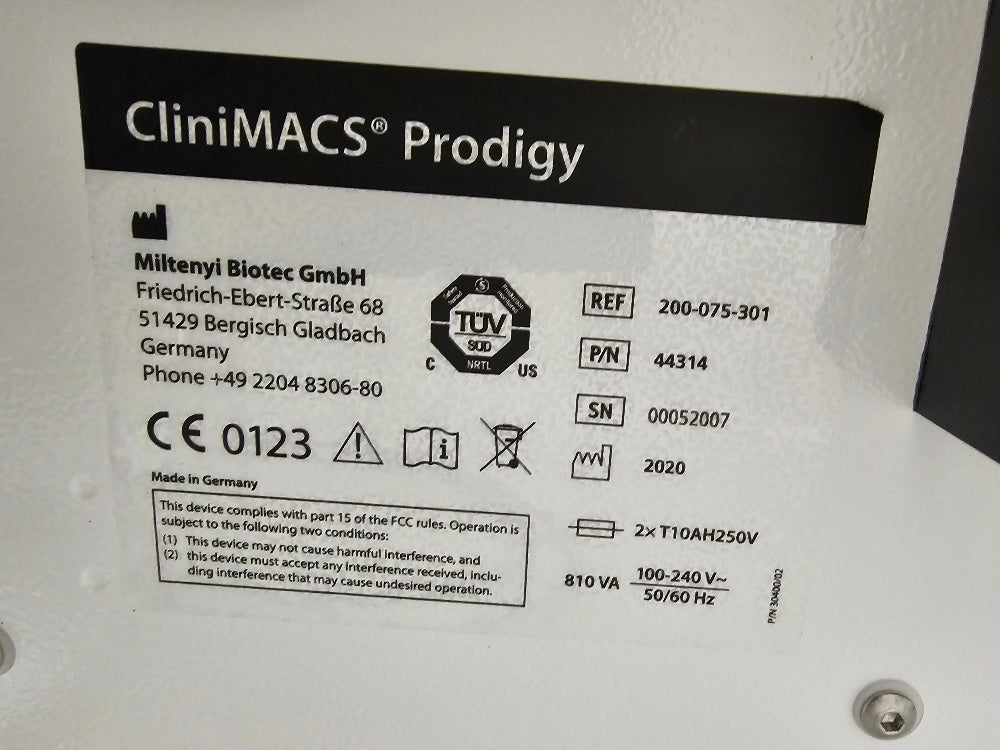 CliniMACS® Prodigy
Miltenyi Biotec GmbH
Friedrich-Ebert-Straße 68
51429 Bergisch Gladbach
Germany
Phone +49 2204 8306-80
TÜV
SÜD
NRTL
C US
REF 200-075-301
P/N 44314
SN 00052007
2020
CE 0123
Made in Germany
This device complies with part 15 of the FCC rules. Operation is
subject to the following two conditions:
(1) This device may not cause harmful interference, and
(2) this device must accept any interference received, inclu-
ding interference that may cause undesired operation.
2x T10AH250V
810 VA 100-240 V~
50/60 Hz
P/N 30400/02